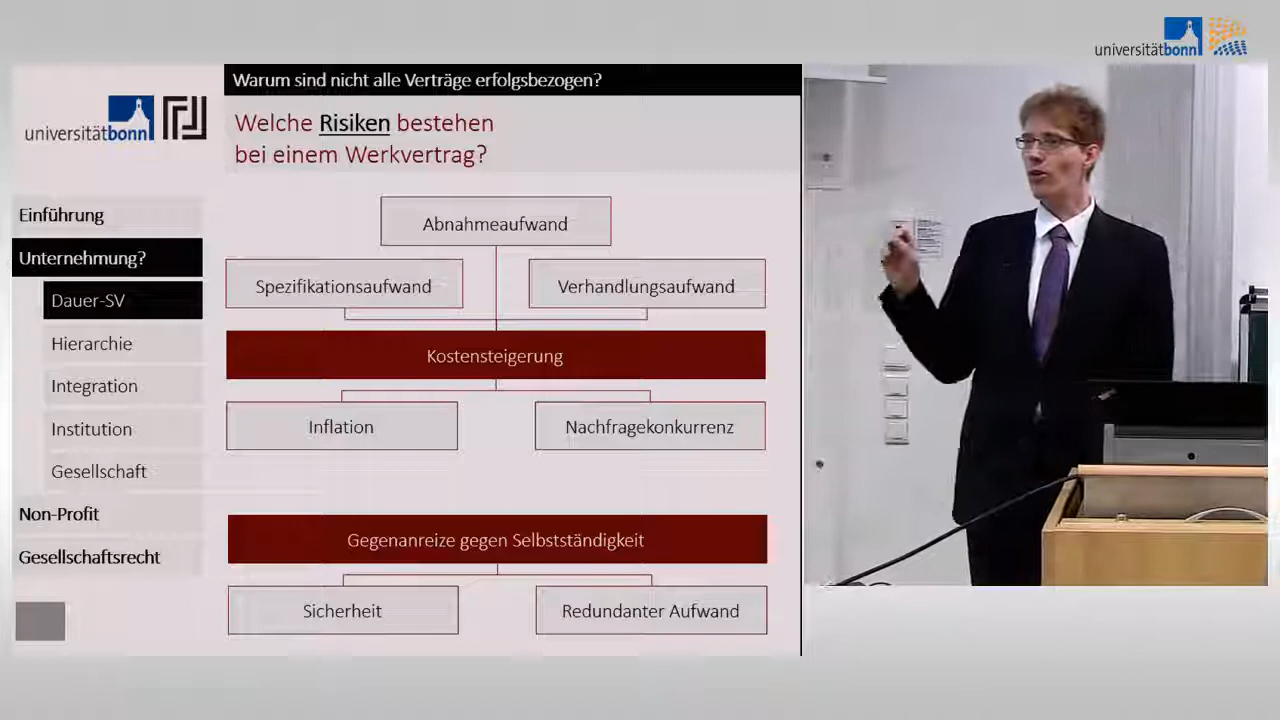 universitätbonn
Warum sind nicht alle Verträge erfolgsbezogen?
universitätbonn
Welche Risiken bestehen
bei einem Werkvertrag?
Einführung
Unternehmung?
Dauer-SV
Hierarchie
Integration
Institution
Gesellschaft
Non-Profit
Gesellschaftsrecht
Abnahmeaufwand
Spezifikationsaufwand
Verhandlungsaufwand
Kostensteigerung
Inflation
Nachfragekonkurrenz
Gegenanreize gegen Selbstständigkeit
Sicherheit
Redundanter Aufwand